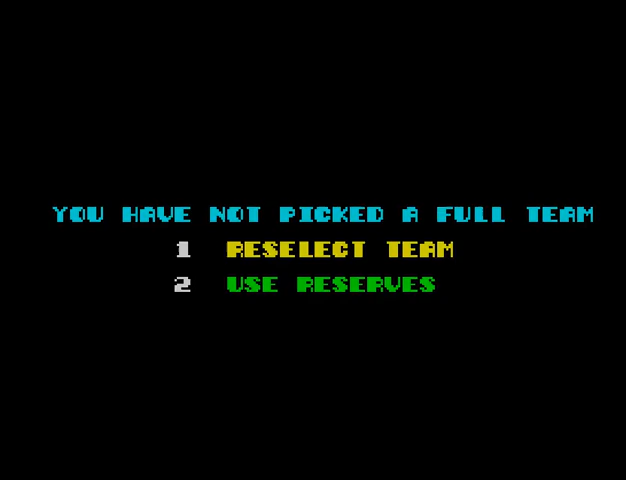 YOU HAVE NOT PICKED A FULL TEAM
1 RESELECT TEAM
2 USE RESERVES